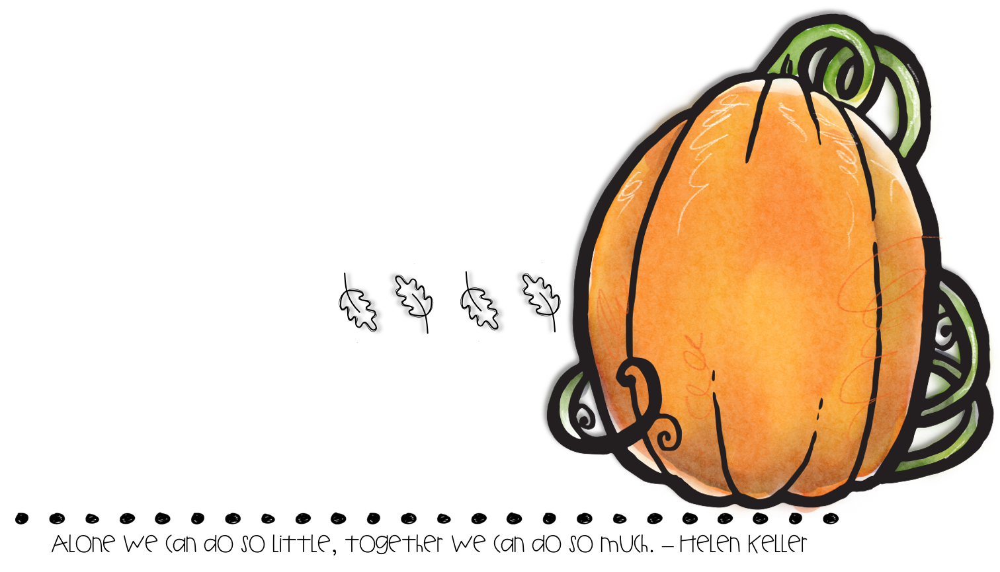 Alone we can do so little, together we can do so much. – Helen Keller